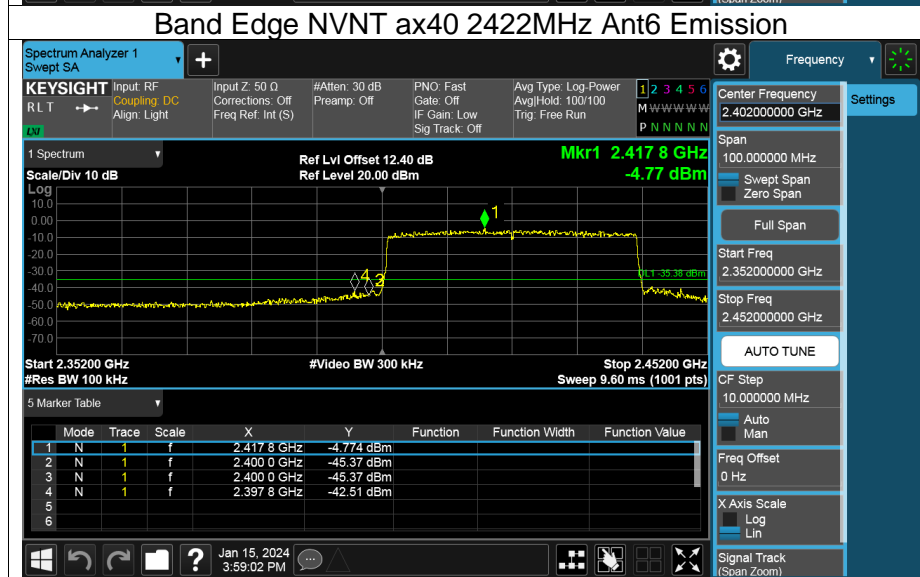 (Span Zoom)
Band Edge NVNT ax40 2422MHz Ant6 Emission
Spectrum Analyzer 1
Swept SA
Frequency
KEYSIGHT
R L T
LXI
Input: RF
Coupling: DC
Align: Light
Input Z: 50 Ω
Corrections: Off
Freq Ref: Int (S)
#Atten: 30 dB
Preamp: Off
PNO: Fast
Gate: Off
IF Gain: Low
Sig Track: Off
Avg Type: Log-Power
Avg|Hold: 100/100
Trig: Free Run
1 2 3 4 5 6
M W W W W W
P N N N N N
Center Frequency
2.402000000 GHz
Settings
Span
100.000000 MHz
Swept Span
Zero Span
Full Span
Start Freq
2.352000000 GHz
Stop Freq
2.452000000 GHz
AUTO TUNE
CF Step
10.000000 MHz
Auto
Man
Freq Offset
0 Hz
X Axis Scale
Log
Lin
Signal Track
(Span Zoom)
1 Spectrum
Scale/Div 10 dB
Ref Lvl Offset 12.40 dB
Ref Level 20.00 dBm
Mkr1 2.417 8 GHz
-4.77 dBm
Log
10.0
0.00
-10.0
-20.0
-30.0
-40.0
-50.0
-60.0
-70.0
1
4
2
DL1 -35.38 dBm
Start 2.35200 GHz
#Res BW 100 kHz
#Video BW 300 kHz
Stop 2.45200 GHz
Sweep 9.60 ms (1001 pts)
5 Marker Table
Mode Trace Scale X Y Function Function Width Function Value
1 N 1 f 2.417 8 GHz -4.774 dBm
2 N 1 f 2.400 0 GHz -45.37 dBm
3 N 1 f 2.400 0 GHz -45.37 dBm
4 N 1 f 2.397 8 GHz -42.51 dBm
5
6
Jan 15, 2024
3:59:02 PM